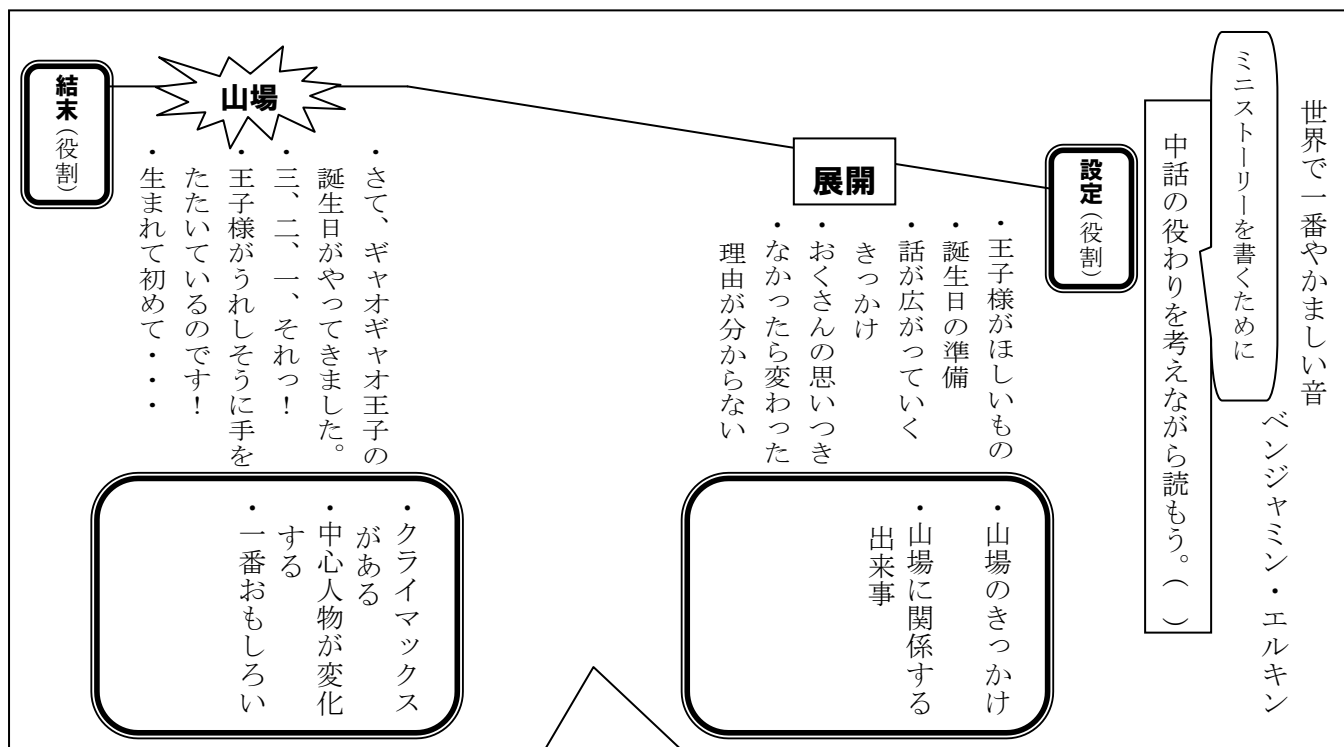 世界で一番やかましい音
ベンジャミン・エルキン
ミニストーリーを書くために
中話の役わりを考えながら読もう。( )
設定(役割)
展開
・王子様がほしいもの
・誕生日の準備
・話が広がっていく
きっかけ
・おくさんの思いつき
・なかったら変わった
理由が分からない
・山場のきっかけ
・山場に関係する
出来事
山場
・さて、ギャオギャオ王子の
誕生日がやってきました。
・三、二、一、それっ!
・王子様がうれしそうに手を
たたいているのです!
・生まれて初めて・・・
・クライマックス
がある
・中心人物が変化
する
・一番おもしろい
結末(役割)